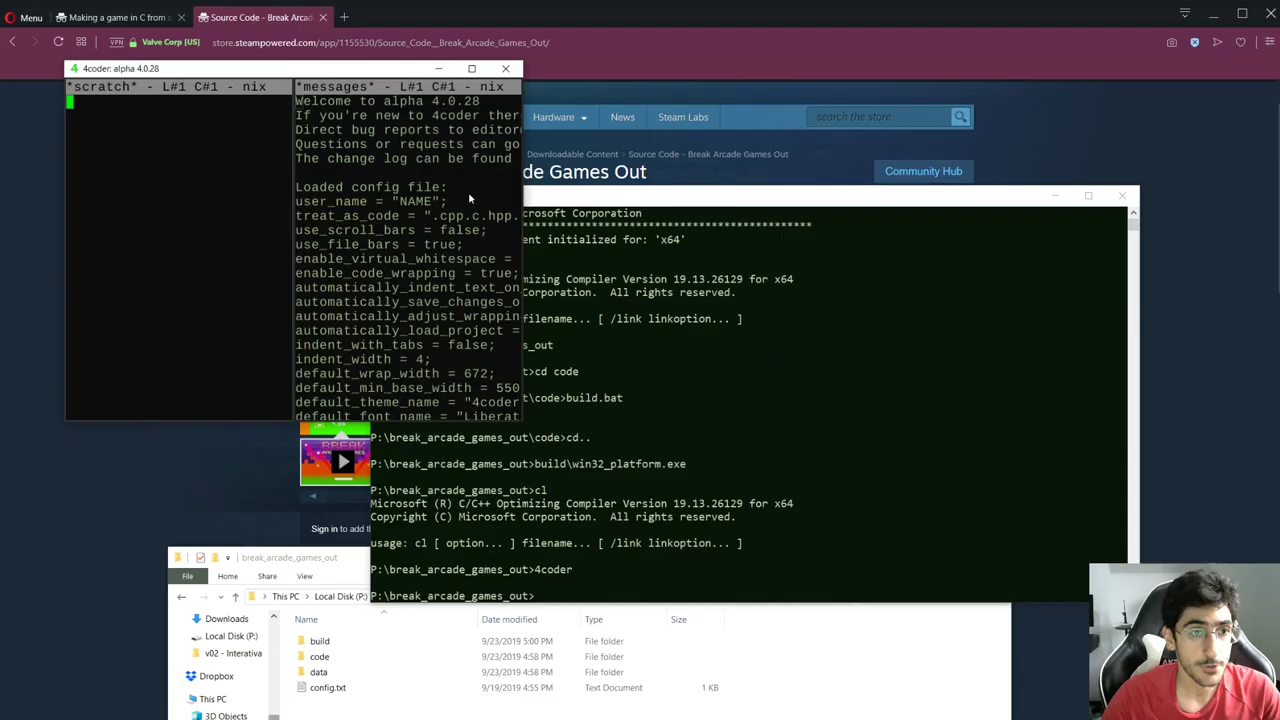 Menu
Making a game in C from s
Source Code - Break Arcad
VPN
Valve Corp [US]
store.steampowered.com/app/1155530/Source_Code__Break_Arcade_Games_Out/
4 4coder: alpha 4.0.28
*scratch* - L#1 C#1 - nix
*messages* - L#1 C#1 - nix
Welcome to alpha 4.0.28
If you're new to 4coder ther
Direct bug reports to editor
Questions or requests can go
The change log can be found
Loaded config file:
user_name = "NAME";
treat_as_code = ".cpp.c.hpp.
use_scroll_bars = false;
use_file_bars = true;
enable_virtual_whitespace =
enable_code_wrapping = true;
automatically_indent_text_on
automatically_save_changes_o
automatically_adjust_wrappin
automatically_load_project =
indent_with_tabs = false;
indent_width = 4;
default_wrap_width = 672;
default_min_base_width = 550
default_theme_name = "4coder
default_font_name = "Liberat
Hardware
News
Steam Labs
search the store
Downloadable Content > Source Code - Break Arcade Games Out
de Games Out
Community Hub
crosoft Corporation
**************************************
ent initialized for: 'x64'
imizing Compiler Version 19.13.26129 for x64
Corporation. All rights reserved.
filename... [ /link linkoption... ]
s_out
>cd code
\code>build.bat
P:\break_arcade_games_out\code>cd..
P:\break_arcade_games_out>build\win32_platform.exe
P:\break_arcade_games_out>cl
Microsoft (R) C/C++ Optimizing Compiler Version 19.13.26129 for x64
Copyright (C) Microsoft Corporation. All rights reserved.
usage: cl [ option... ] filename... [ /link linkoption... ]
P:\break_arcade_games_out>4coder
P:\break_arcade_games_out>
BREAK
Sign in to add th
break_arcade_games_out
File
Home
Share
View
This PC > Local Disk (P:)
Downloads
Local Disk (P:)
v02 - Interativa
Dropbox
This PC
3D Objects
Name
Date modified
Type
Size
build
9/23/2019 5:00 PM
File folder
code
9/23/2019 4:58 PM
File folder
data
9/23/2019 4:58 PM
File folder
config.txt
9/19/2019 4:55 PM
Text Document
1 KB